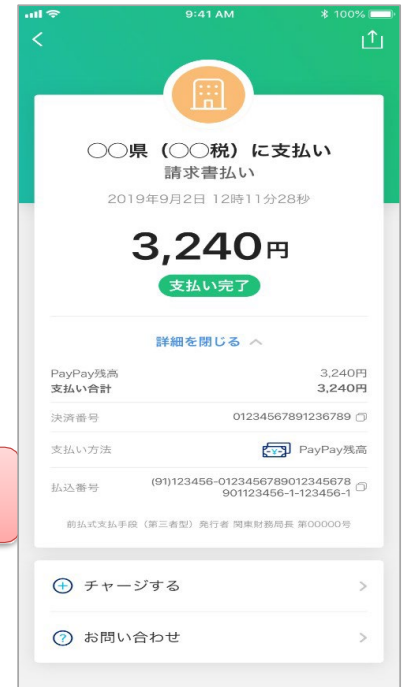 9:41 AM
100%
〇〇県（〇〇税）に支払い
請求書払い
2019年9月2日 12時11分28秒
3,240円
支払い完了
詳細を閉じる
PayPay残高 3,240円
支払い合計 3,240円
決済番号 01234567891236789
支払い方法 PayPay残高
払込番号 (91)123456-0123456789012345678
901123456-1-123456-1
前払式支払手段（第三者型）発行者 関東財務局長 第00000号
チャージする
お問い合わせ